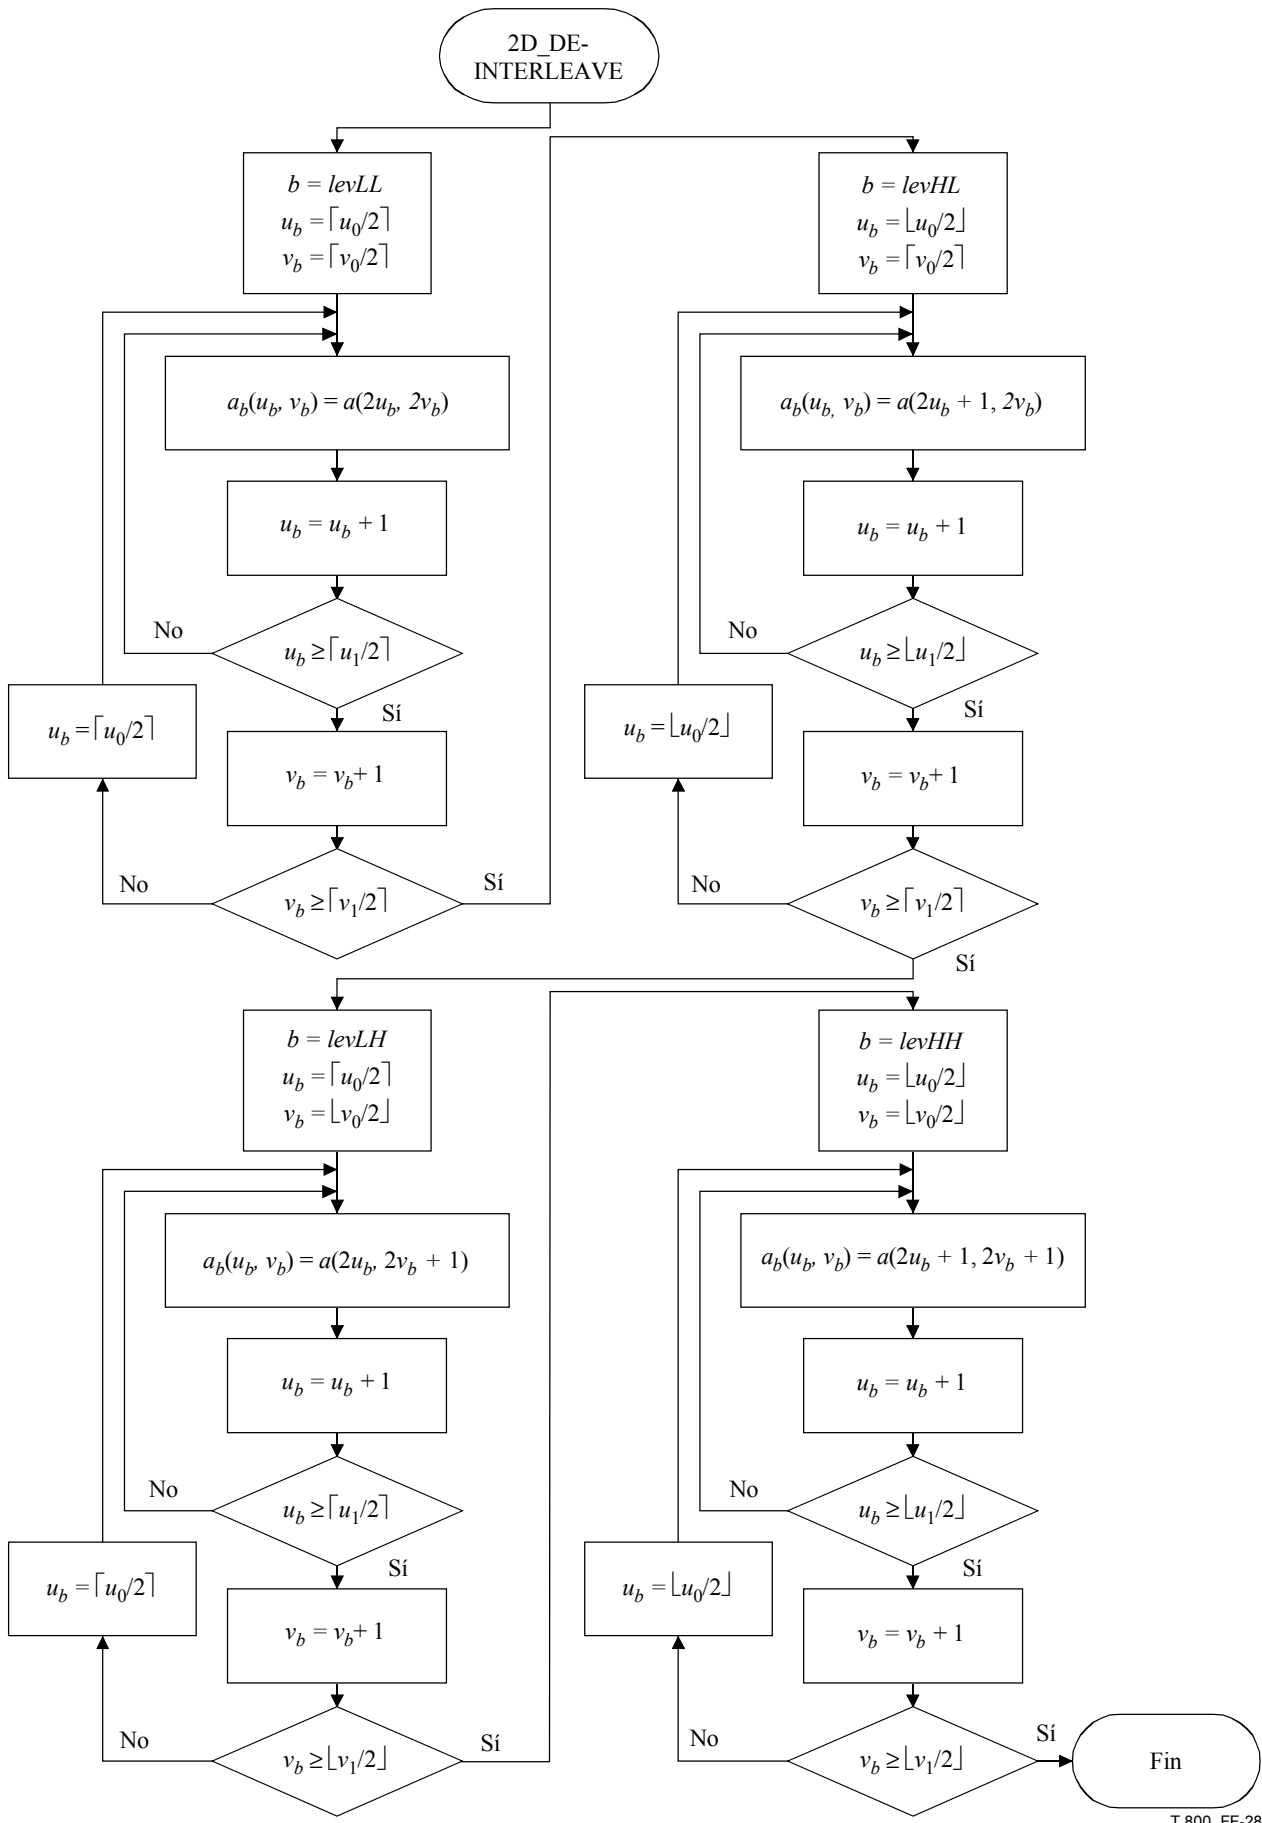 2D_DE-
INTERLEAVE
b = levLL
u_b = ⌈u_0/2⌉
v_b = ⌈v_0/2⌉
a_b(u_b, v_b) = a(2u_b, 2v_b)
u_b = u_b + 1
No
u_b ≥ ⌈u_1/2⌉
Sí
u_b = ⌈u_0/2⌉
v_b = v_b + 1
No
v_b ≥ ⌈v_1/2⌉
Sí
b = levHL
u_b = ⌊u_0/2⌋
v_b = ⌈v_0/2⌉
a_b(u_b, v_b) = a(2u_b + 1, 2v_b)
u_b = u_b + 1
No
u_b ≥ ⌊u_1/2⌋
Sí
u_b = ⌊u_0/2⌋
v_b = v_b + 1
No
v_b ≥ ⌈v_1/2⌉
Sí
b = levLH
u_b = ⌈u_0/2⌉
v_b = ⌊v_0/2⌋
a_b(u_b, v_b) = a(2u_b, 2v_b + 1)
u_b = u_b + 1
No
u_b ≥ ⌈u_1/2⌉
Sí
u_b = ⌈u_0/2⌉
v_b = v_b + 1
No
v_b ≥ ⌊v_1/2⌋
Sí
b = levHH
u_b = ⌊u_0/2⌋
v_b = ⌊v_0/2⌋
a_b(u_b, v_b) = a(2u_b + 1, 2v_b + 1)
u_b = u_b + 1
No
u_b ≥ ⌊u_1/2⌋
Sí
u_b = ⌊u_0/2⌋
v_b = v_b + 1
No
v_b ≥ ⌊v_1/2⌋
Sí
Fin
T.800_FF-28